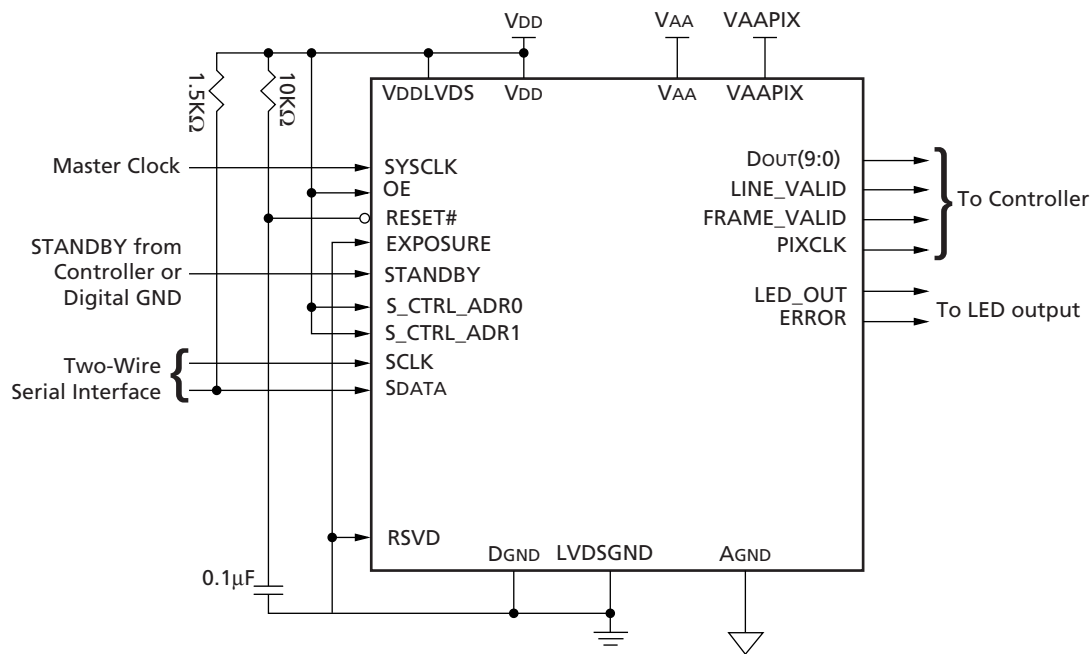 VDD
VAA
VAAPIX
1.5KΩ
10KΩ
VDDLVDS
VDD
VAA
VAAPIX
Master Clock
SYSCLK
OE
RESET#
EXPOSURE
STANDBY from
Controller or
Digital GND
STANDBY
S_CTRL_ADR0
S_CTRL_ADR1
Two-Wire
Serial Interface
SCLK
SDATA
RSVD
DOUT(9:0)
LINE_VALID
FRAME_VALID
PIXCLK
To Controller
LED_OUT
ERROR
To LED output
0.1μF
DGND
LVDSGND
AGND